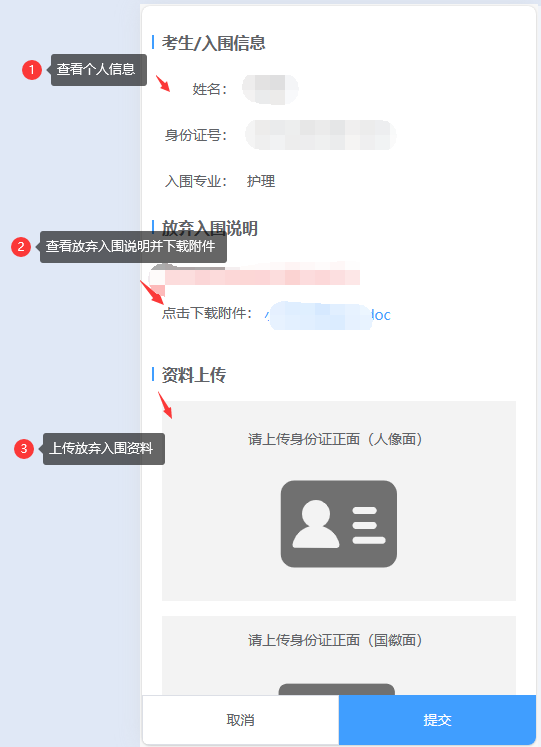 考生/入围信息
1 查看个人信息
姓名：
身份证号：
入围专业： 护理
放弃入围说明
2 查看放弃入围说明并下载附件
点击下载附件： doc
资料上传
请上传身份证正面（人像面）
3 上传放弃入围资料
请上传身份证正面（国徽面）
取消 提交